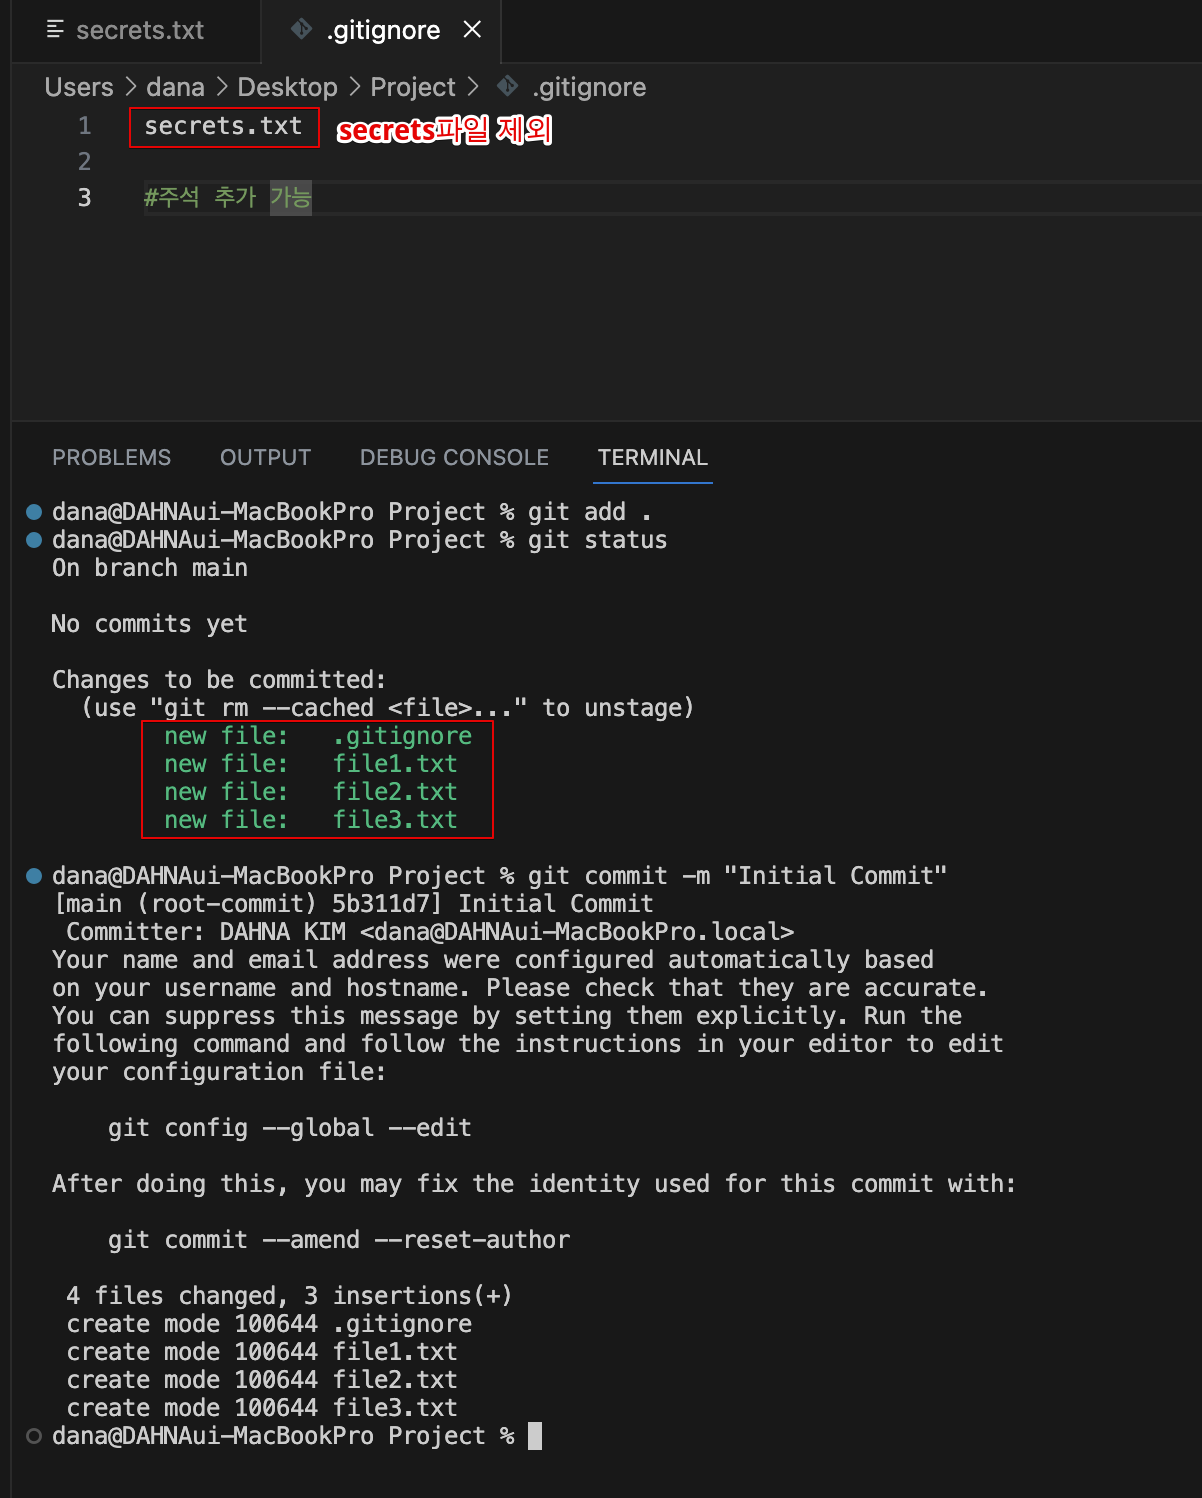 secrets.txt .gitignore
Users > dana > Desktop > Project > .gitignore
1 secrets.txt secrets파일 제외
2
3 #주석 추가 가능
PROBLEMS OUTPUT DEBUG CONSOLE TERMINAL
dana@DAHNAui-MacBookPro Project % git add .
dana@DAHNAui-MacBookPro Project % git status
On branch main
No commits yet
Changes to be committed:
(use "git rm --cached <file>..." to unstage)
new file: .gitignore
new file: file1.txt
new file: file2.txt
new file: file3.txt
dana@DAHNAui-MacBookPro Project % git commit -m "Initial Commit"
[main (root-commit) 5b311d7] Initial Commit
Committer: DAHNA KIM <dana@DAHNAui-MacBookPro.local>
Your name and email address were configured automatically based
on your username and hostname. Please check that they are accurate.
You can suppress this message by setting them explicitly. Run the
following command and follow the instructions in your editor to edit
your configuration file:
git config --global --edit
After doing this, you may fix the identity used for this commit with:
git commit --amend --reset-author
4 files changed, 3 insertions(+)
create mode 100644 .gitignore
create mode 100644 file1.txt
create mode 100644 file2.txt
create mode 100644 file3.txt
dana@DAHNAui-MacBookPro Project %